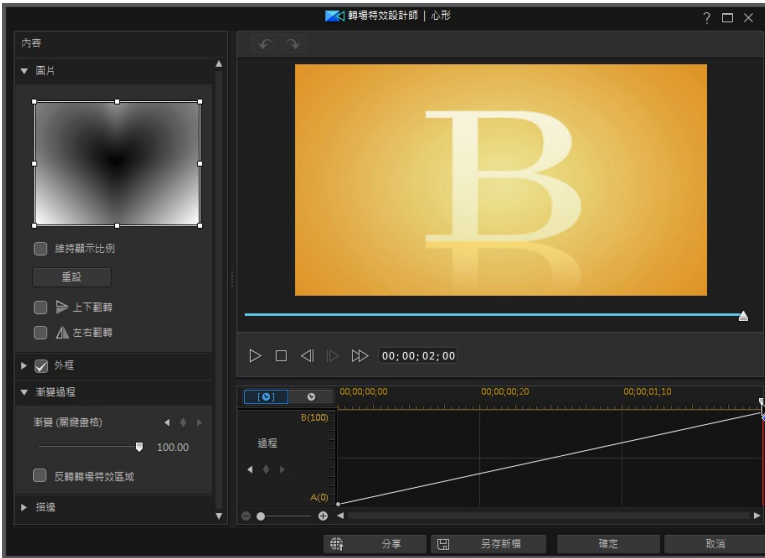 轉場特效設計師 | 心形
?
內容
圖片
維持顯示比例
重設
上下翻轉
左右翻轉
外框
漸變過程
漸變 (關鍵畫格)
100.00
反轉轉場特效區域
描邊
B
00;00;02;00
00;00;00;00
00;00;00;20
00;00;01;10
B(100)
過程
A(0)
分享
另存新檔
確定
取消